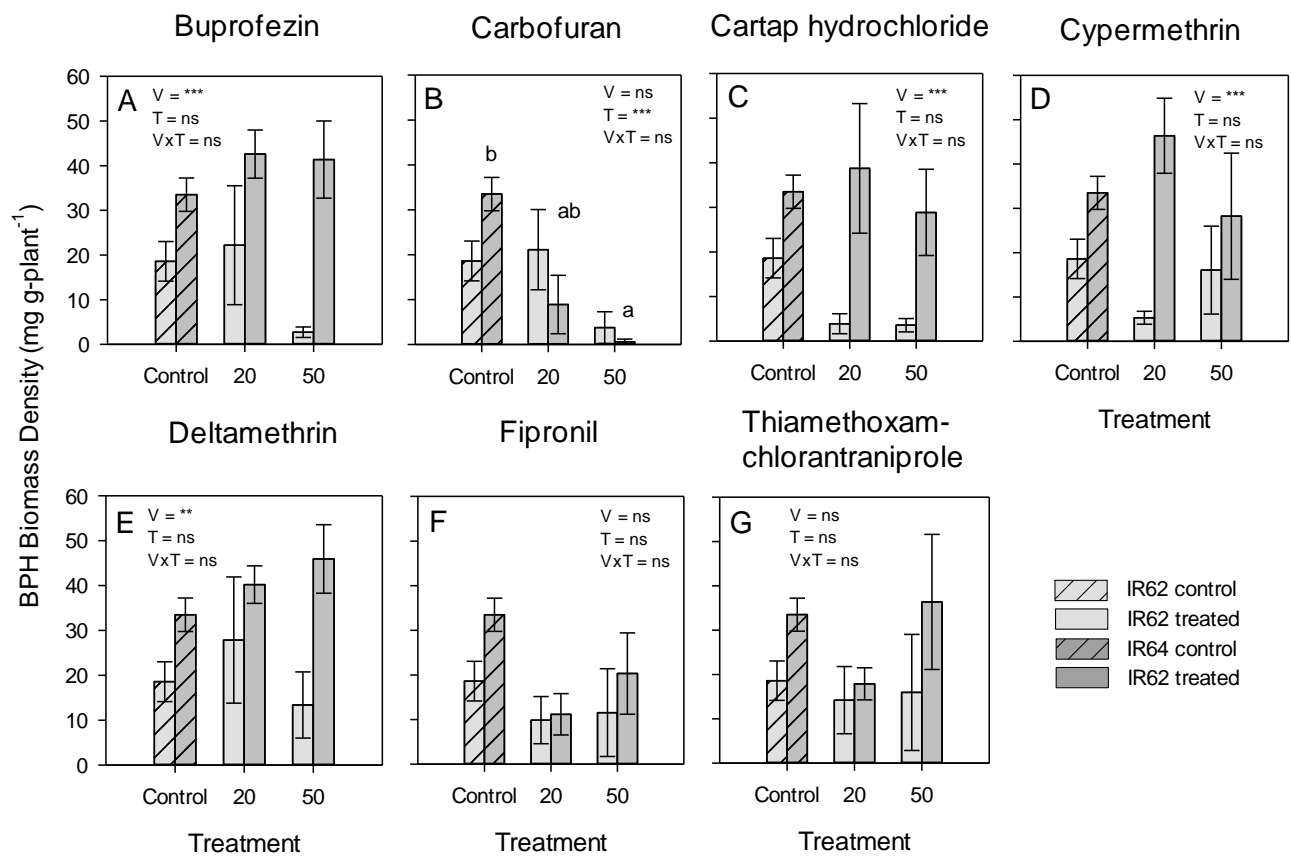 Buprofezin
Carbofuran
Cartap hydrochloride
Cypermethrin
BPH Biomass Density (mg g-plant⁻¹)
60
50
40
30
20
10
0
A
V = ***
T = ns
VxT = ns
Control 20 50
B
V = ns
T = ***
VxT = ns
b
ab
a
Control 20 50
C
V = ***
T = ns
VxT = ns
Control 20 50
D
V = ***
T = ns
VxT = ns
Control 20 50
Treatment
Deltamethrin
Fipronil
Thiamethoxam-
chlorantraniprole
60
50
40
30
20
10
0
E
V = **
T = ns
VxT = ns
Control 20 50
Treatment
F
V = ns
T = ns
VxT = ns
Control 20 50
Treatment
G
V = ns
T = ns
VxT = ns
Control 20 50
Treatment
IR62 control
IR62 treated
IR64 control
IR62 treated